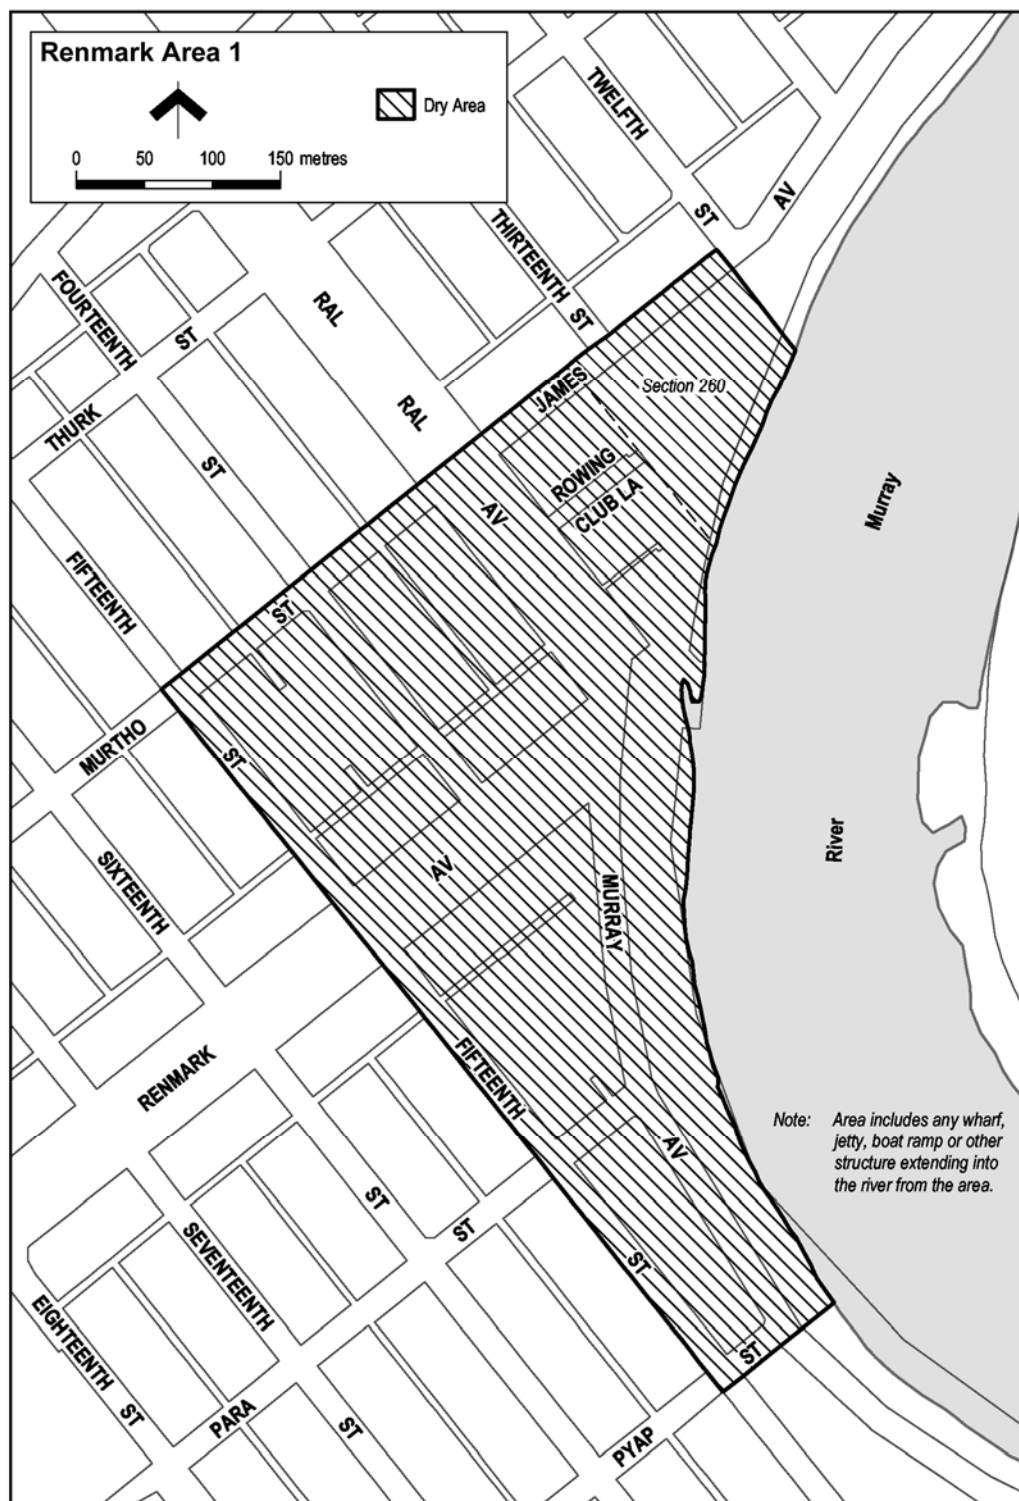 Renmark Area 1
Dry Area
0 50 100 150 metres
TWELFTH
ST
AV
THIRTEENTH
ST
FOURTEENTH
ST
RAL
RAL
THURK
ST
JAMES
AV
Section 260
ROWING
CLUB LA
Murray
FIFTEENTH
ST
ST
MURTHO
SIXTEENTH
AV
MURRAY
River
RENMARK
FIFTEENTH
AV
ST
Note: Area includes any wharf,
jetty, boat ramp or other
structure extending into
the river from the area.
ST
ST
SEVENTEENTH
EIGHTEENTH
ST
PARA
ST
ST
PYAP